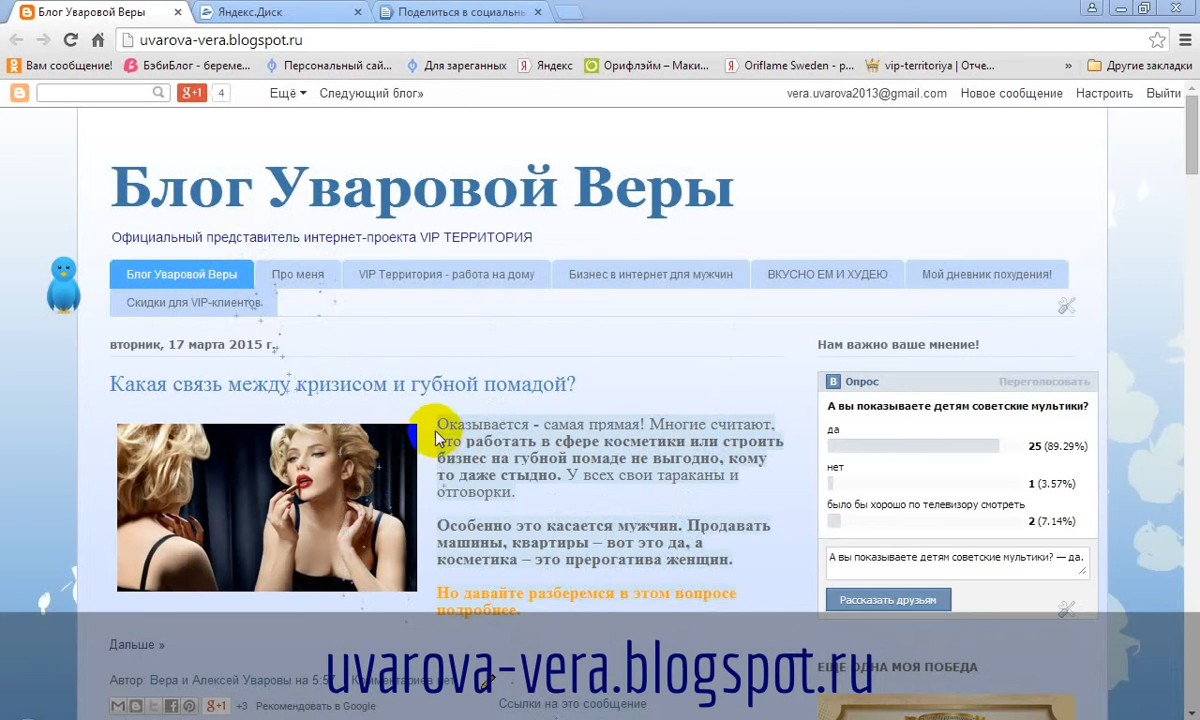 Блог Уваровой Веры
Яндекс.Диск
Поделиться в социальны
uvarova-vera.blogspot.ru
Вам сообщение!
БэбиБлог - береме...
Персональный сай...
Для зареганных
Яндекс
Орифлэйм – Маки...
Oriflame Sweden - р...
vip-territoriya | Отче...
»
Другие закладки
g+1 4
Ещё
Следующий блог»
vera.uvarova2013@gmail.com
Новое сообщение
Настроить
Выйти
Блог Уваровой Веры
Официальный представитель интернет-проекта VIP ТЕРРИТОРИЯ
Блог Уваровой Веры
Про меня
VIP Территория - работа на дому
Бизнес в интернет для мужчин
ВКУСНО ЕМ И ХУДЕЮ
Мой дневник похудения!
Скидки для VIP-клиентов
вторник, 17 марта 2015 г.
Какая связь между кризисом и губной помадой?
Оказывается - самая прямая! Многие считают,
что работать в сфере косметики или строить
бизнес на губной помаде не выгодно, кому
то даже стыдно. У всех свои тараканы и
отговорки.
Особенно это касается мужчин. Продавать
машины, квартиры – вот это да, а
косметика – это прерогатива женщин.
Но давайте разберемся в этом вопросе
подробнее.
Дальше »
Автор: Вера и Алексей Уваровы на 5:57
Комментариев нет:
g+1 +3 Рекомендовать в Google
Ссылки на это сообщение
Нам важно ваше мнение!
В Опрос
Переголосовать
А вы показываете детям советские мультики?
да
25 (89.29%)
нет
1 (3.57%)
было бы хорошо по телевизору смотреть
2 (7.14%)
А вы показываете детям советские мультики? — да.
Рассказать друзьям
ЕЩЕ ОДНА МОЯ ПОБЕДА
uvarova-vera.blogspot.ru